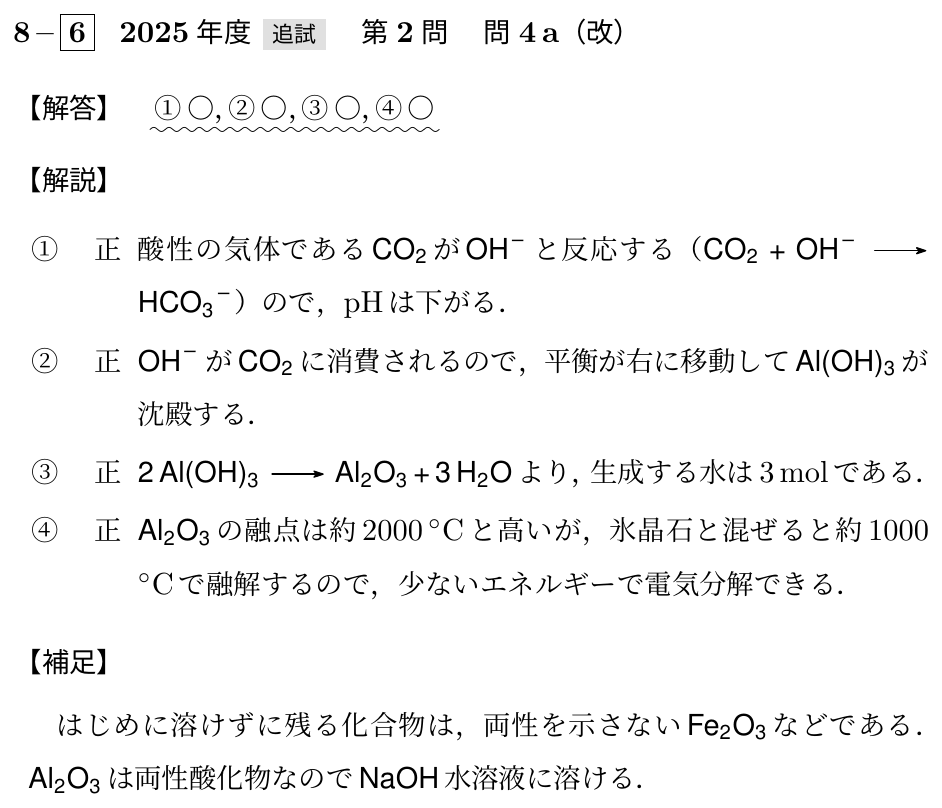 8−6 2025年度 追試 第2問 問4a（改）
【解答】 ①○,②○,③○,④○
【解説】
① 正 酸性の気体であるCO₂がOH⁻と反応する（CO₂ + OH⁻ ⟶
HCO₃⁻）ので，pHは下がる．
② 正 OH⁻がCO₂に消費されるので，平衡が右に移動してAl(OH)₃が
沈殿する．
③ 正 2 Al(OH)₃ ⟶ Al₂O₃ + 3 H₂Oより，生成する水は3 molである．
④ 正 Al₂O₃の融点は約2000 °Cと高いが，氷晶石と混ぜると約1000
°Cで融解するので，少ないエネルギーで電気分解できる．
【補足】
はじめに溶けずに残る化合物は，両性を示さないFe₂O₃などである．
Al₂O₃は両性酸化物なのでNaOH水溶液に溶ける．